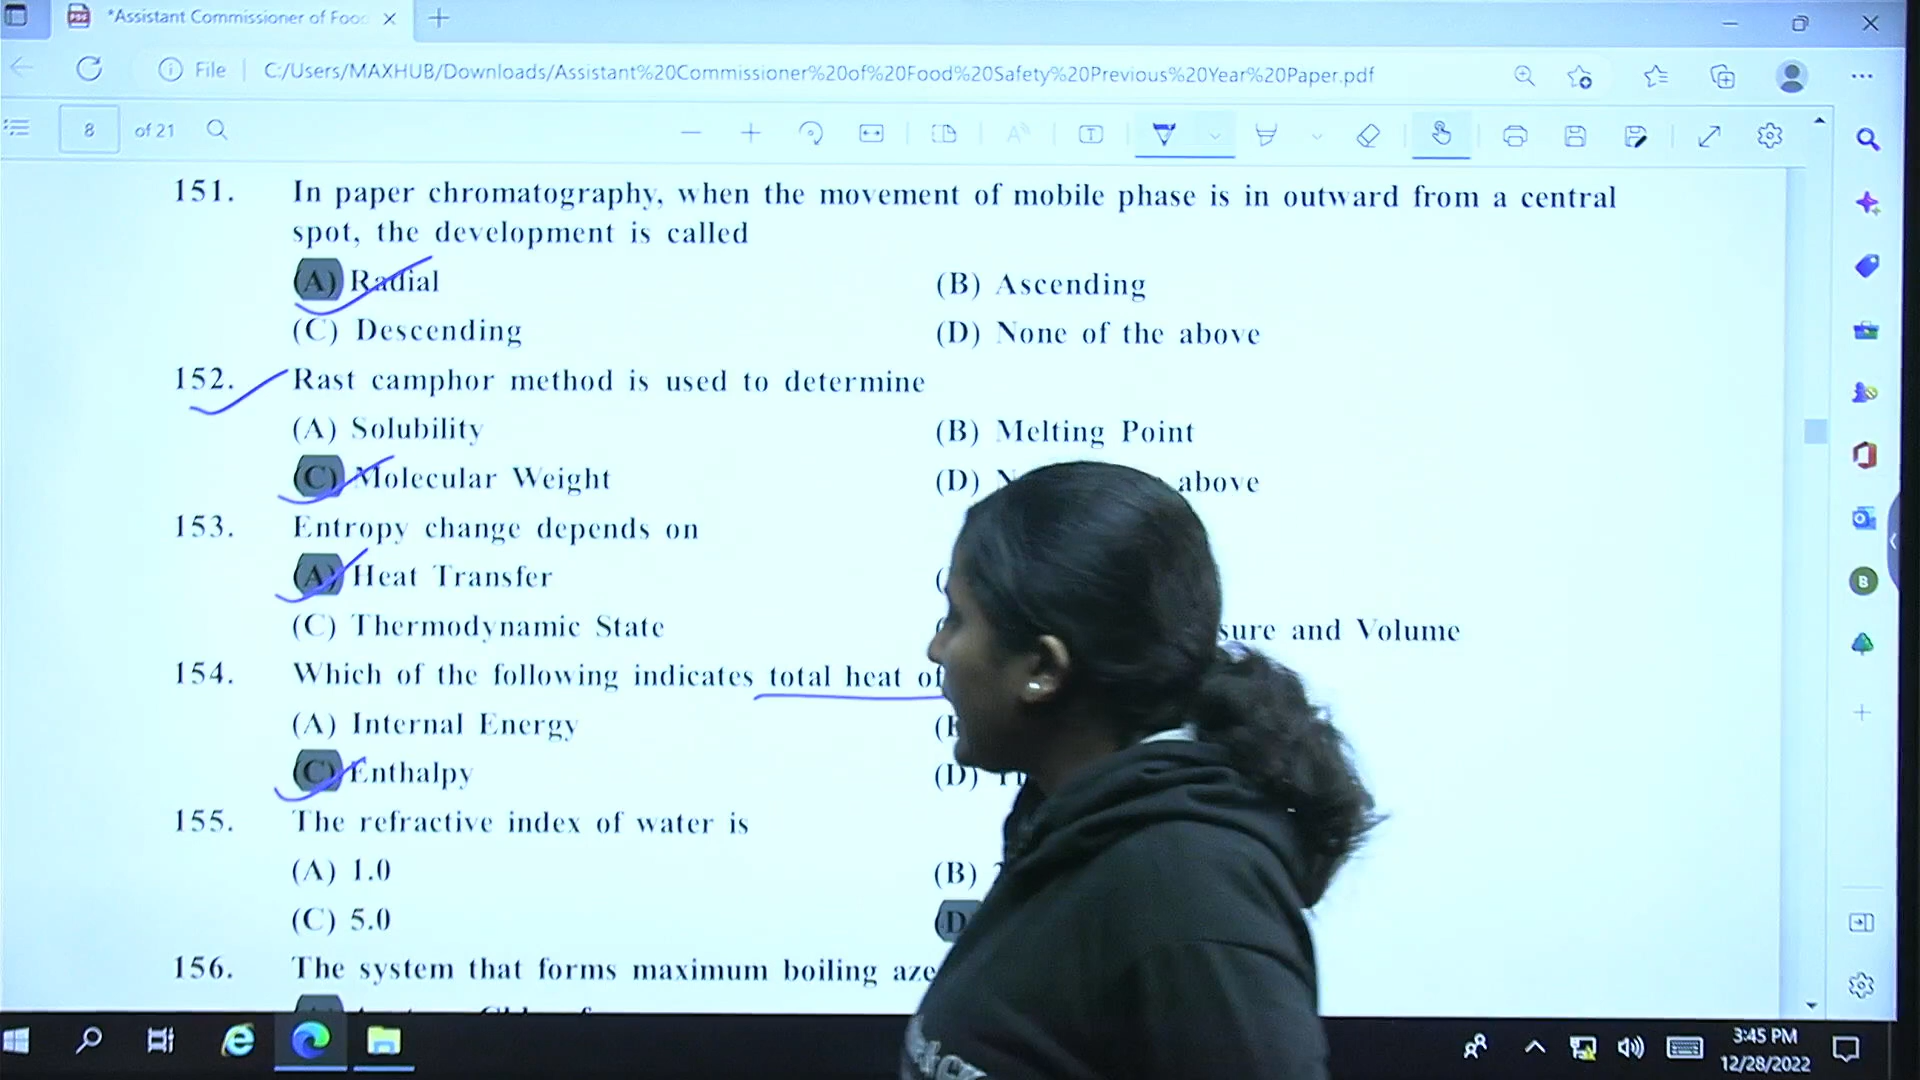 *Assistant Commissioner of Food
File C:/Users/MAXHUB/Downloads/Assistant%20Commissioner%20of%20Food%20Safety%20Previous%20Year%20Paper.pdf
8 of 21
151. In paper chromatography, when the movement of mobile phase is in outward from a central
spot, the development is called
(A) Radial (B) Ascending
(C) Descending (D) None of the above
152. Rast camphor method is used to determine
(A) Solubility (B) Melting Point
(C) Molecular Weight (D) above
153. Entropy change depends on
(A) Heat Transfer
(C) Thermodynamic State and Volume
154. Which of the following indicates total heat of
(A) Internal Energy
(C) Enthalpy (D)
155. The refractive index of water is
(A) 1.0 (B)
(C) 5.0 (D
156. The system that forms maximum boiling
3:45 PM
12/28/2022